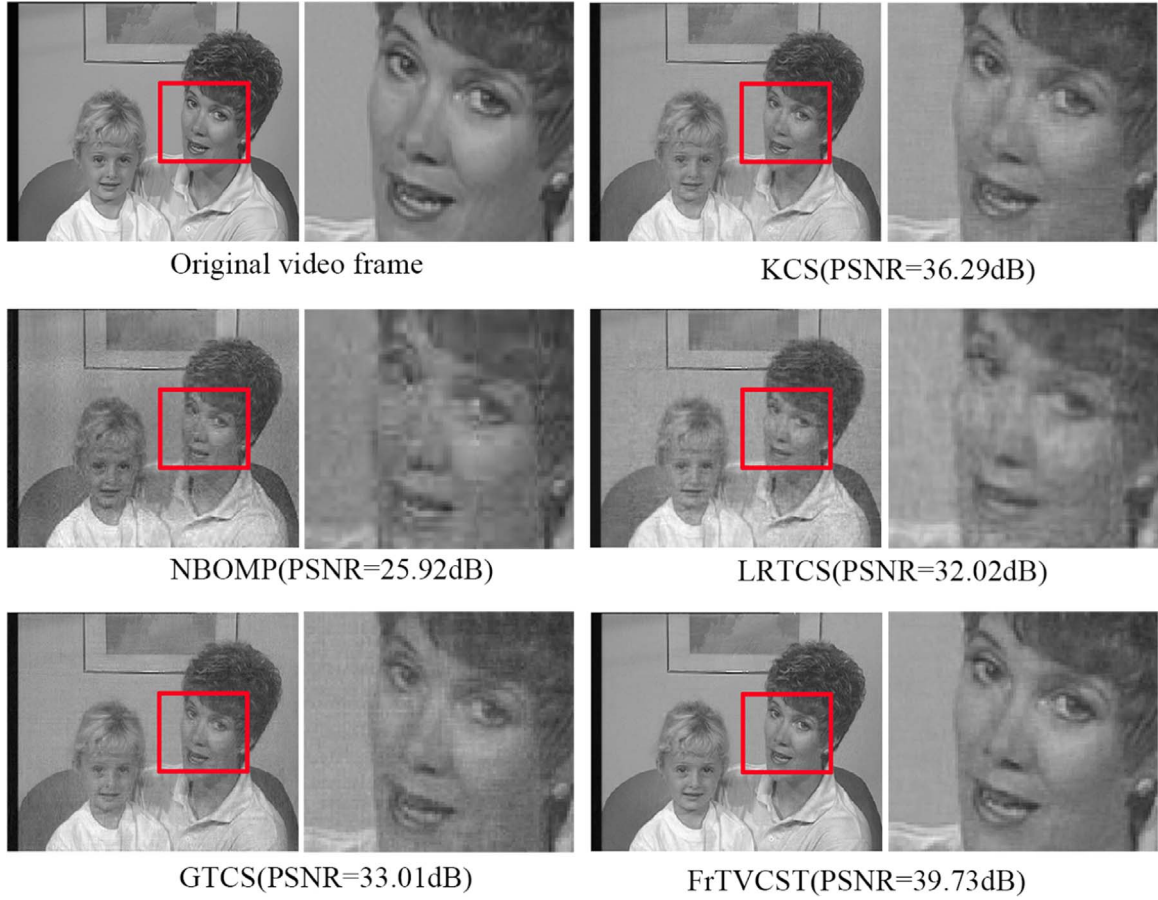 Original video frame
KCS(PSNR=36.29dB)
NBOMP(PSNR=25.92dB)
LRTCS(PSNR=32.02dB)
GTCS(PSNR=33.01dB)
FrTVCST(PSNR=39.73dB)